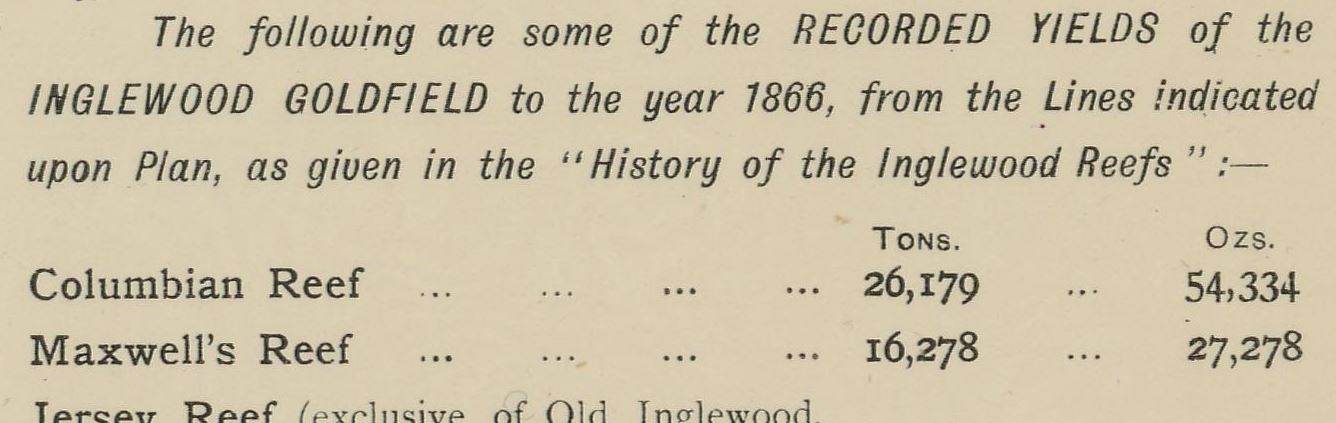 The following are some of the RECORDED YIELDS of the
INGLEWOOD GOLDFIELD to the year 1866, from the Lines indicated
upon Plan, as given in the "History of the Inglewood Reefs" :—
TONS. OZS.
Columbian Reef ... ... ... ... 26,179 ... 54,334
Maxwell's Reef ... ... ... ... 16,278 ... 27,278
Jersey Reef (exclusive of Old Inglewood,